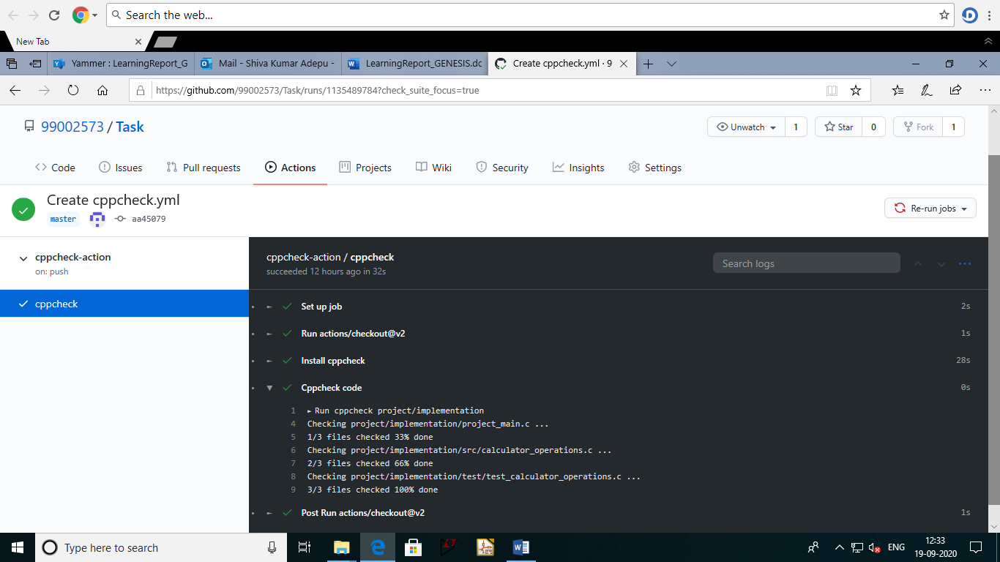 Search the web...
New Tab
Yammer : LearningReport_G
Mail - Shiva Kumar Adepu -
LearningReport_GENESIS.dc
Create cppcheck.yml · 9
https://github.com/99002573/Task/runs/1135489784?check_suite_focus=true
99002573 / Task
Unwatch 1
Star 0
Fork 1
Code
Issues
Pull requests
Actions
Projects
Wiki
Security
Insights
Settings
Create cppcheck.yml
master aa45079
Re-run jobs
cppcheck-action
on: push
cppcheck
cppcheck-action / cppcheck
succeeded 12 hours ago in 32s
Search logs
Set up job 2s
Run actions/checkout@v2 1s
Install cppcheck 28s
Cppcheck code 0s
1 Run cppcheck project/implementation
4 Checking project/implementation/project_main.c ...
5 1/3 files checked 33% done
6 Checking project/implementation/src/calculator_operations.c ...
7 2/3 files checked 66% done
8 Checking project/implementation/test/test_calculator_operations.c ...
9 3/3 files checked 100% done
Post Run actions/checkout@v2 1s
Type here to search
ENG
12:33
19-09-2020